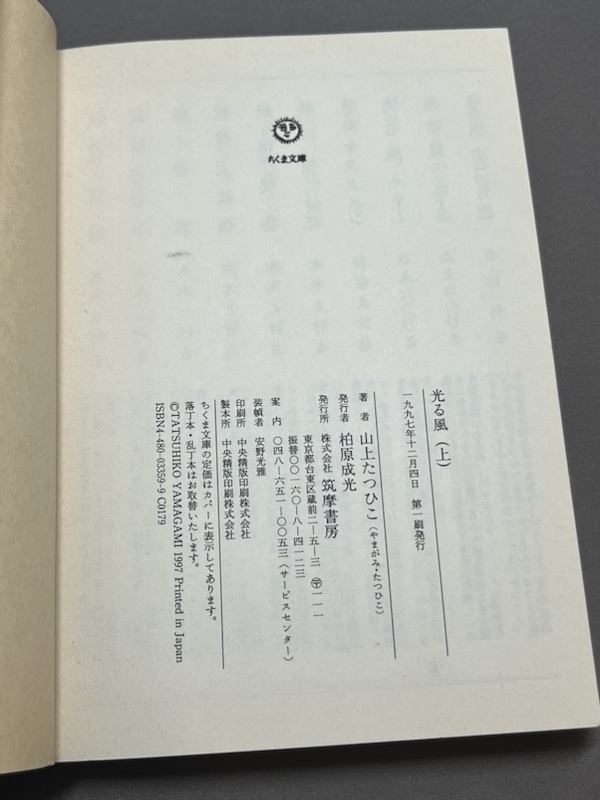 ちくま文庫
光る風（上）
一九九七年十二月四日　第一刷発行
著　者　山上たつひこ（やまがみ・たつひこ）
発行者　柏原成光
発行所　株式会社 筑摩書房
東京都台東区蔵前二―五―三　〶一一一
振替〇〇一六〇―八―四一二三
案　内　〇四八―六五一―〇〇五三（サービスセンター）
装幀者　安野光雅
印刷所　中央精版印刷株式会社
製本所　中央精版印刷株式会社
ちくま文庫の定価はカバーに表示してあります。
落丁本・乱丁本はお取替いたします。
©TATSUHIKO YAMAGAMI 1997 Printed in Japan
ISBN4-480-03359-9 C0179